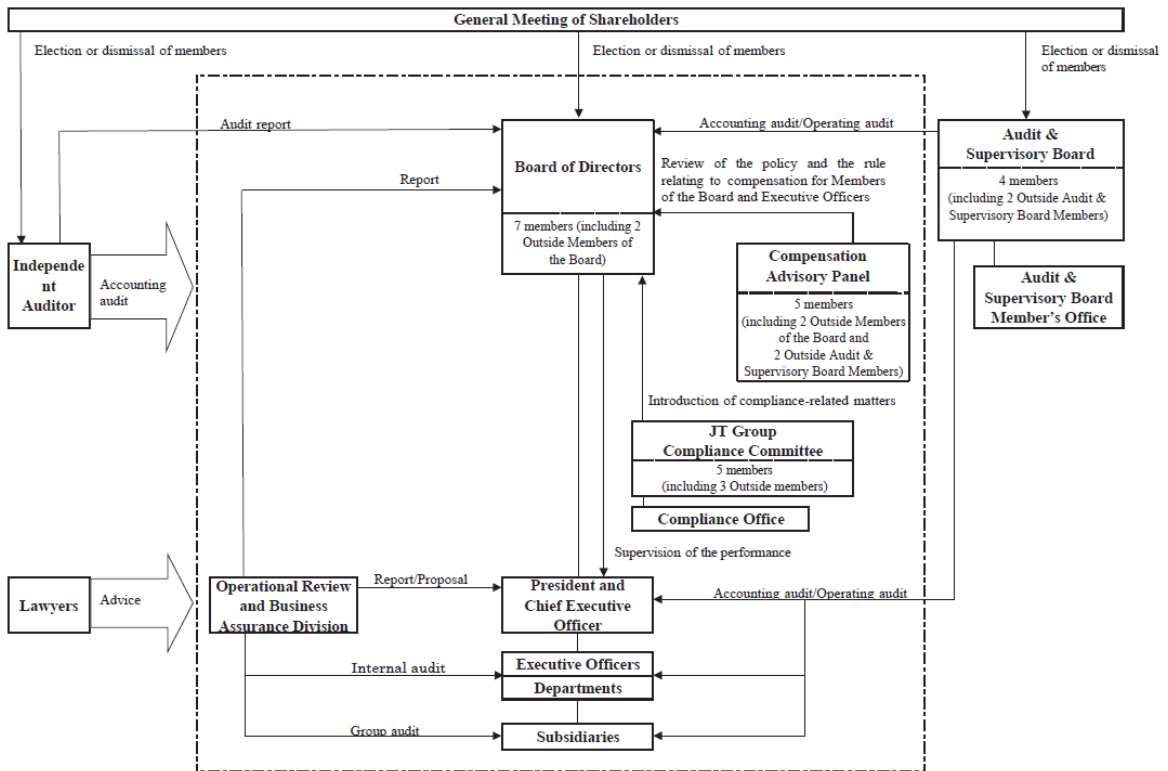 General Meeting of Shareholders
Election or dismissal of members
Election or dismissal of members
Election or dismissal
of members
Audit report
Accounting audit/Operating audit
Audit &
Supervisory Board
4 members
(including 2 Outside Audit &
Supervisory Board Members)
Board of Directors
7 members (including 2
Outside Members of
the Board)
Report
Review of the policy and the rule
relating to compensation for Members
of the Board and Executive Officers
Independe
nt
Auditor
Accounting
audit
Compensation
Advisory Panel
5 members
(including 2 Outside Members
of the Board and
2 Outside Audit &
Supervisory Board Members)
Audit &
Supervisory Board
Member's Office
Introduction of compliance-related matters
JT Group
Compliance Committee
5 members
(including 3 Outside members)
Compliance Office
Supervision of the performance
Lawyers
Advice
Operational Review
and Business
Assurance Division
Report/Proposal
President and
Chief Executive
Officer
Accounting audit/Operating audit
Internal audit
Executive Officers
Departments
Group audit
Subsidiaries